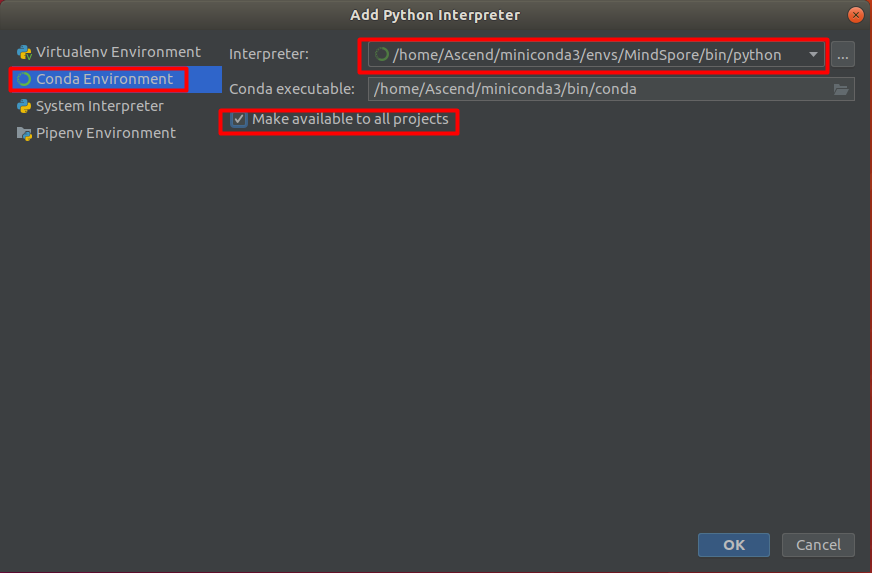 Add Python Interpreter
Virtualenv Environment
Conda Environment
System Interpreter
Pipenv Environment
Interpreter: /home/Ascend/miniconda3/envs/MindSpore/bin/python ...
Conda executable: /home/Ascend/miniconda3/bin/conda
Make available to all projects
OK Cancel